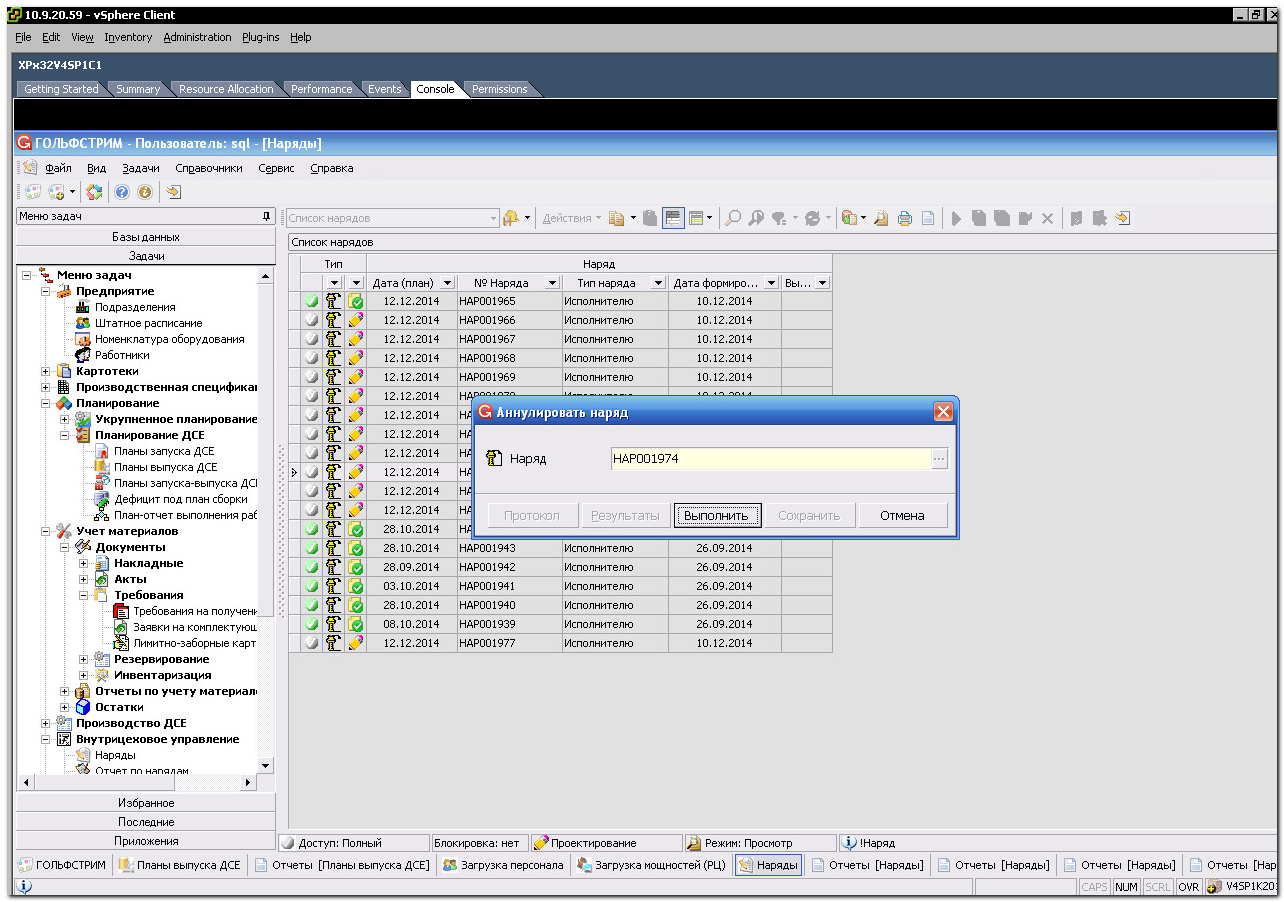 10.9.20.59 - vSphere Client
File Edit View Inventory Administration Plug-ins Help
XPx32V4SP1C1
Getting Started Summary Resource Allocation Performance Events Console Permissions
ГОЛЬФСТРИМ - Пользователь: sql - [Наряды]
Файл Вид Задачи Справочники Сервис Справка
Меню задач
Список нарядов Действия
Базы данных
Задачи
Меню задач
Предприятие
Подразделения
Штатное расписание
Номенклатура оборудования
Работники
Картотеки
Производственная специфика
Планирование
Укрупненное планирование
Планирование ДСЕ
Планы запуска ДСЕ
Планы выпуска ДСЕ
Планы запуска-выпуска ДСІ
Дефицит под план сборки
План-отчет выполнения раб
Учет материалов
Документы
Накладные
Акты
Требования
Требования на получени
Заявки на комплектующ
Лимитно-заборные карт
Резервирование
Инвентаризация
Отчеты по учету материал
Остатки
Производство ДСЕ
Внутрицеховое управление
Наряды
Отчет по нарядам
Избранное
Последние
Приложения
Список нарядов
Тип Наряд
Дата (план) № Наряда Тип наряда Дата формиро... Вы...
12.12.2014 НАР001965 Исполнителю 10.12.2014
12.12.2014 НАР001966 Исполнителю 10.12.2014
12.12.2014 НАР001967 Исполнителю 10.12.2014
12.12.2014 НАР001968 Исполнителю 10.12.2014
12.12.2014 НАР001969 Исполнителю 10.12.2014
12.12.2014 Исполнителю 10.12.2014
12.12.2014 НА
12.12.2014 НА
12.12.2014 НА
12.12.2014 НА
12.12.2014 НА
12.12.2014 НА
28.10.2014 НА
28.10.2014 НАР001943 Исполнителю 26.09.2014
28.09.2014 НАР001942 Исполнителю 26.09.2014
03.10.2014 НАР001941 Исполнителю 26.09.2014
28.10.2014 НАР001940 Исполнителю 26.09.2014
08.10.2014 НАР001939 Исполнителю 26.09.2014
12.12.2014 НАР001977 Исполнителю 10.12.2014
Аннулировать наряд
Наряд НАР001974 ...
Протокол Результаты Выполнить Сохранить Отмена
Доступ: Полный Блокировка: нет Проектирование Режим: Просмотр !Наряд
ГОЛЬФСТРИМ Планы выпуска ДСЕ Отчеты [Планы выпуска ДСЕ] Загрузка персонала Загрузка мощностей (РЦ) Наряды Отчеты [Наряды] Отчеты [Наряды] Отчеты [Наряды] Отчеты [Нар
CAPS NUM SCRL OVR V4SP1K20